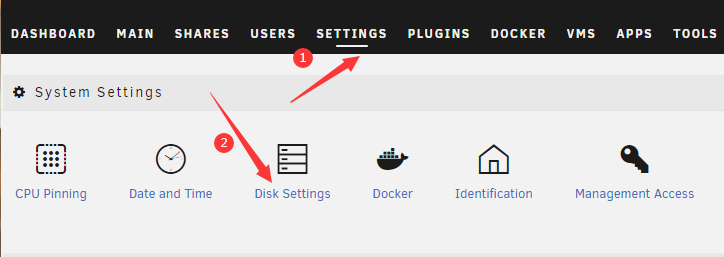 DASHBOARD MAIN SHARES USERS SETTINGS PLUGINS DOCKER VMS APPS TOOLS
1
System Settings
2
CPU Pinning Date and Time Disk Settings Docker Identification Management Access